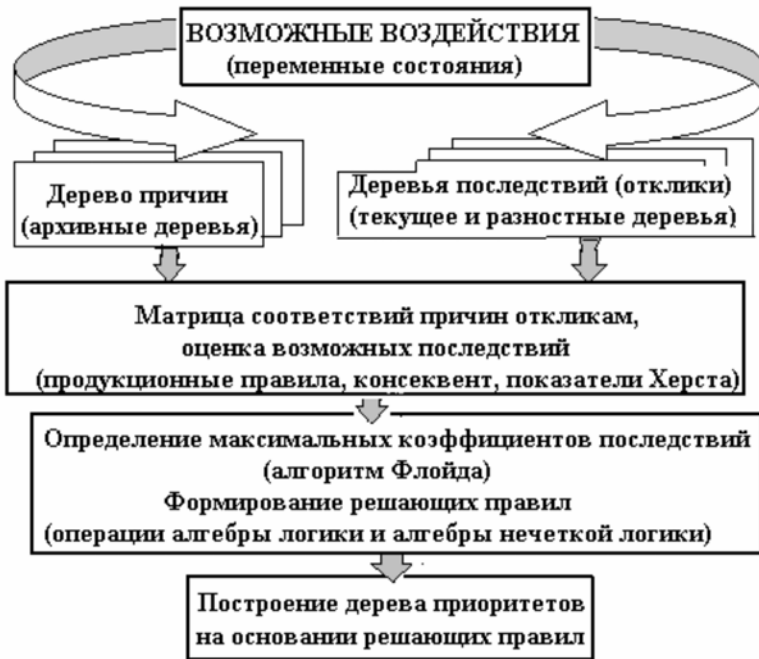 ВОЗМОЖНЫЕ ВОЗДЕЙСТВИЯ
(переменные состояния)
Дерево причин
(архивные деревья)
Деревья последствий (отклики)
(текущее и разностные деревья)
Матрица соответствий причин откликам,
оценка возможных последствий
(продукционные правила, консеквент, показатели Херста)
Определение максимальных коэффициентов последствий
(алгоритм Флойда)
Формирование решающих правил
(операции алгебры логики и алгебры нечеткой логики)
Построение дерева приоритетов
на основании решающих правил